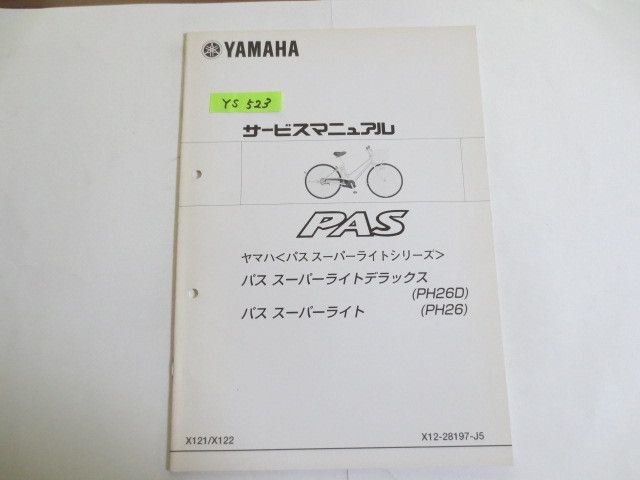 YAMAHA
YS 523
サービスマニュアル
PAS
ヤマハ<パス スーパーライトシリーズ>
パス スーパーライトデラックス
(PH26D)
パス スーパーライト (PH26)
X121/X122 X12-28197-J5